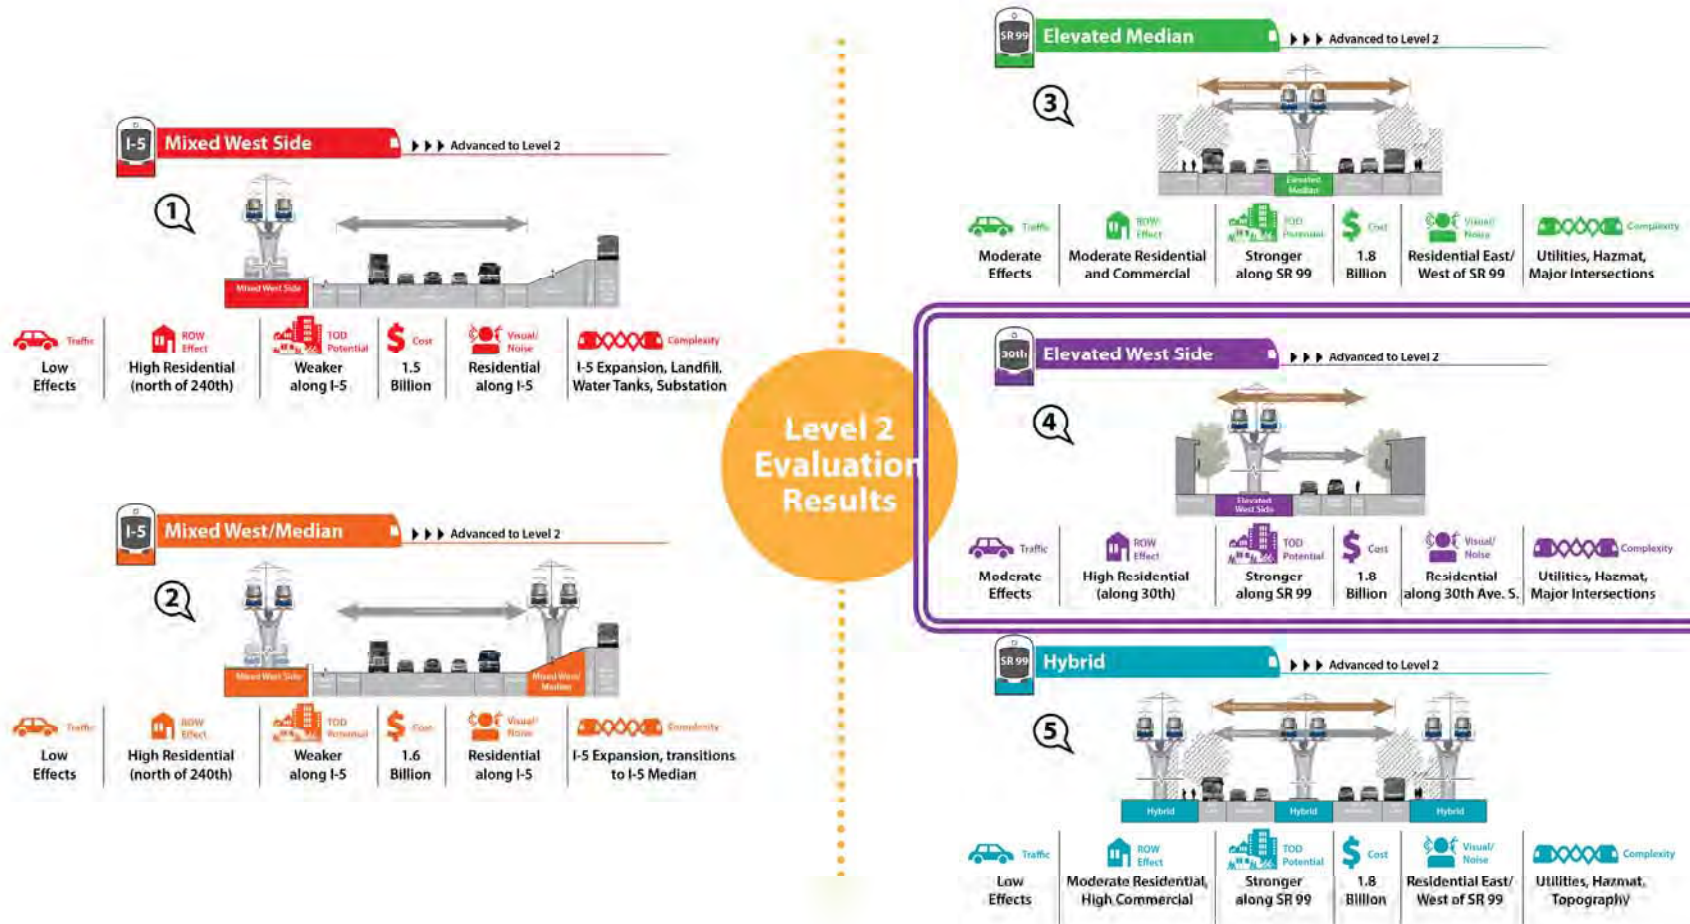 I-5
Mixed West Side
Advanced to Level 2
1
Mixed West Side
Traffic
ROW
Effect
TOD
Potential
Cost
Visual/
Noise
Complexity
Low
Effects
High Residential
(north of 240th)
Weaker
along I-5
1.5
Billion
Residential
along I-5
I-5 Expansion, Landfill,
Water Tanks, Substation
I-5
Mixed West/Median
Advanced to Level 2
2
Mixed West Side
Mixed West/
Median
Traffic
ROW
Effect
TOD
Potential
Cost
Visual/
Noise
Complexity
Low
Effects
High Residential
(north of 240th)
Weaker
along I-5
1.6
Billion
Residential
along I-5
I-5 Expansion, transitions
to I-5 Median
Level 2
Evaluation
Results
SR 99
Elevated Median
Advanced to Level 2
3
Elevated
Median
Traffic
ROW
Effect
TOD
Potential
Cost
Visual/
Noise
Complexity
Moderate
Effects
Moderate Residential
and Commercial
Stronger
along SR 99
1.8
Billion
Residential East/
West of SR 99
Utilities, Hazmat,
Major Intersections
30th
Elevated West Side
Advanced to Level 2
4
Elevated
West Side
Traffic
ROW
Effect
TOD
Potential
Cost
Visual/
Noise
Complexity
Moderate
Effects
High Residential
(along 30th)
Stronger
along SR 99
1.8
Billion
Residential
along 30th Ave. S.
Utilities, Hazmat,
Major Intersections
SR 99
Hybrid
Advanced to Level 2
5
Hybrid
Hybrid
Hybrid
Traffic
ROW
Effect
TOD
Potential
Cost
Visual/
Noise
Complexity
Low
Effects
Moderate Residential,
High Commercial
Stronger
along SR 99
1.8
Billion
Residential East/
West of SR 99
Utilities, Hazmat,
Topography